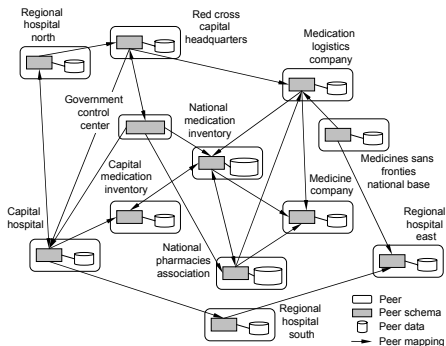 Regional
hospital
north
Red cross
capital
headquarters
Medication
logistics
company
Government
control
center
National
medication
inventory
Capital
medication
inventory
Medicines sans
fronties
national base
Medicine
company
Capital
hospital
Regional
hospital
east
National
pharmacies
association
Regional
hospital
south
Peer
Peer schema
Peer data
Peer mapping